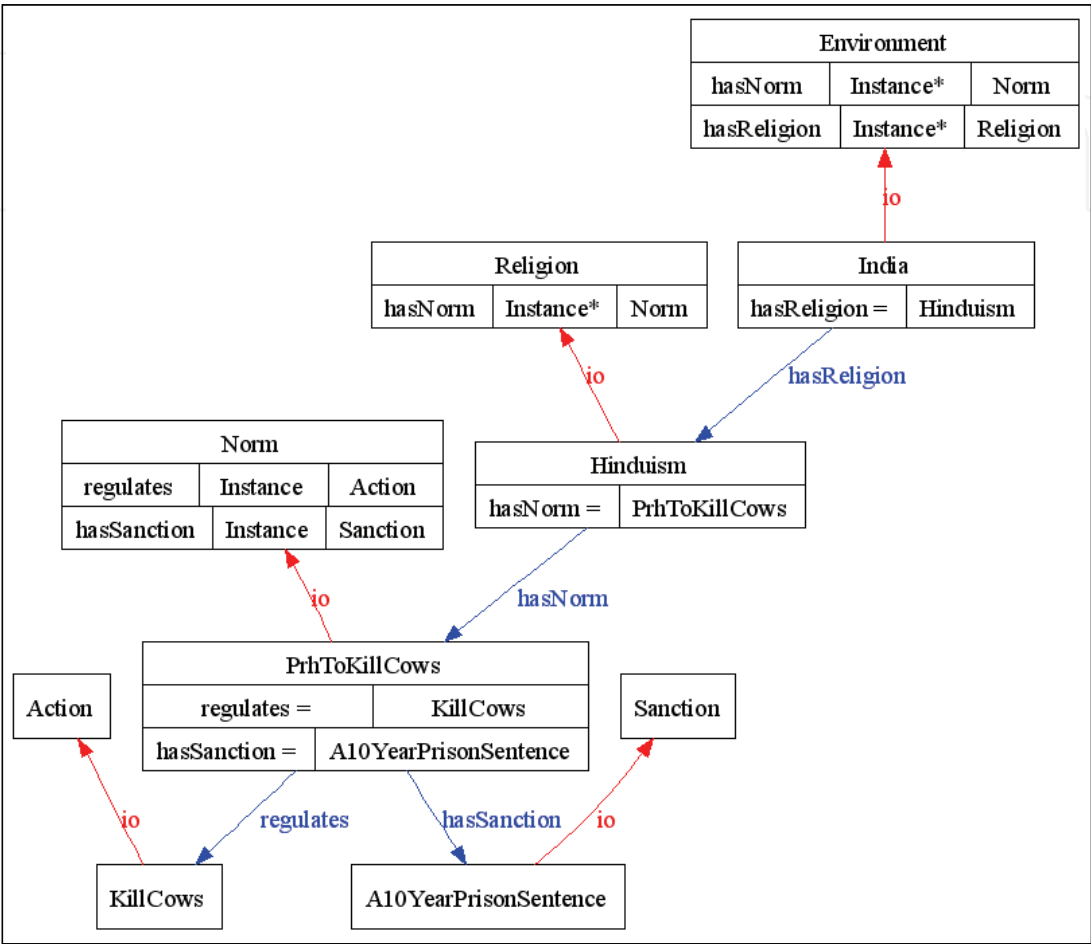 Environment
hasNorm Instance* Norm
hasReligion Instance* Religion
io
Religion
hasNorm Instance* Norm
India
hasReligion = Hinduism
io
hasReligion
Norm
regulates Instance Action
hasSanction Instance Sanction
Hinduism
hasNorm = PrhToKillCows
io
hasNorm
PrhToKillCows
regulates = KillCows
hasSanction = A10YearPrisonSentence
Action
Sanction
io
regulates
hasSanction
io
KillCows
A10YearPrisonSentence